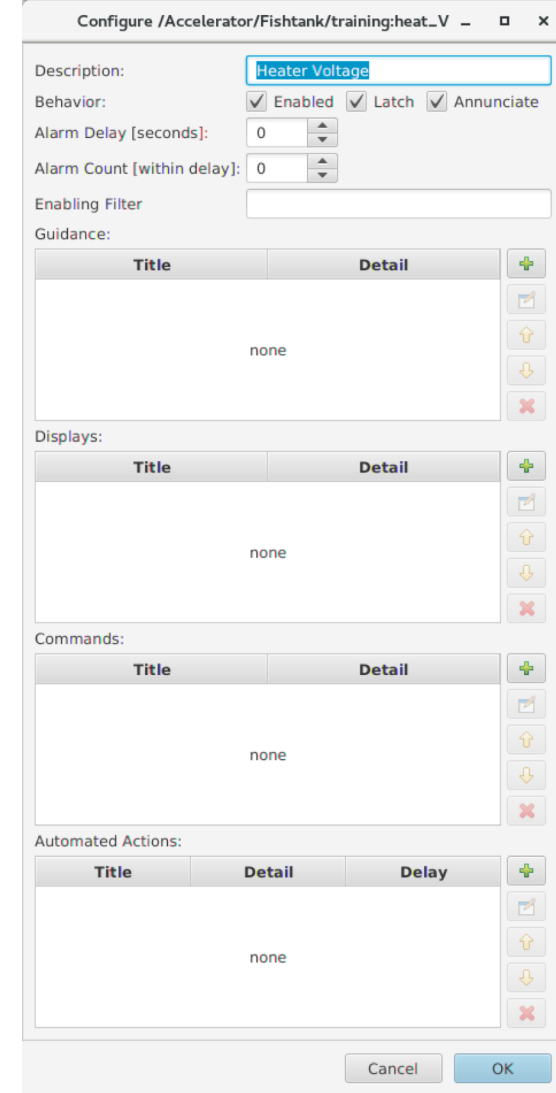 Configure /Accelerator/Fishtank/training:heat_V
Description: Heater Voltage
Behavior: Enabled Latch Annunciate
Alarm Delay [seconds]: 0
Alarm Count [within delay]: 0
Enabling Filter
Guidance:
Title Detail
none
Displays:
Title Detail
none
Commands:
Title Detail
none
Automated Actions:
Title Detail Delay
none
Cancel OK